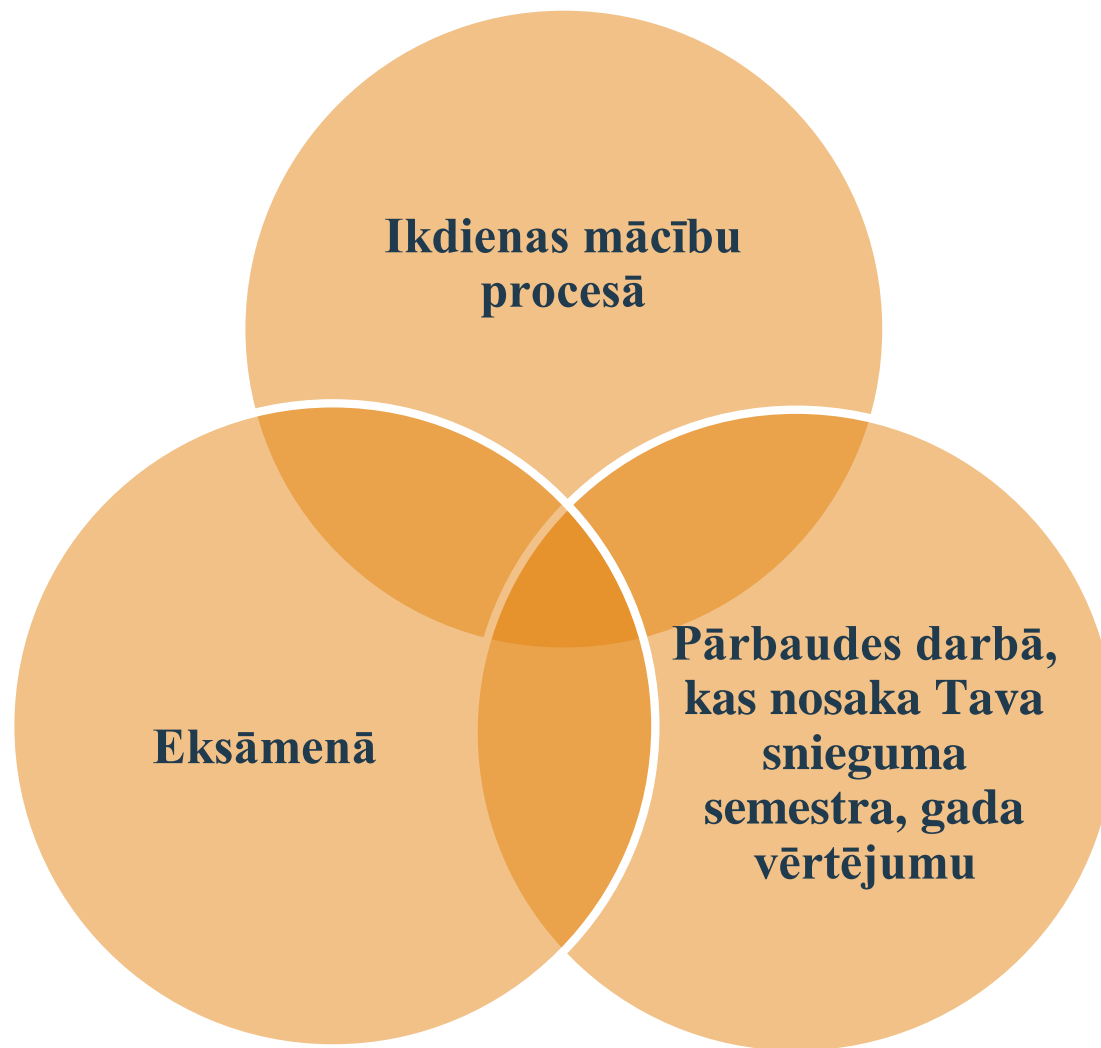 Ikdienas mācību
procesā
Eksāmenā
Pārbaudes darbā,
kas nosaka Tava
snieguma
semestra, gada
vērtējumu